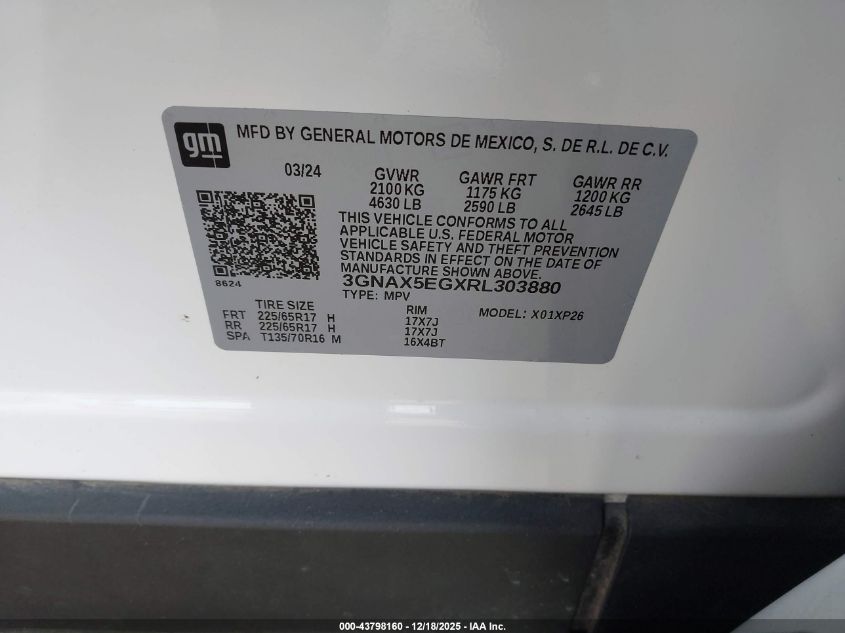 gm
MFD BY GENERAL MOTORS DE MEXICO, S. DE R.L. DE C.V.
03/24 GVWR GAWR FRT GAWR RR
2100 KG 1175 KG 1200 KG
4630 LB 2590 LB 2645 LB
THIS VEHICLE CONFORMS TO ALL
APPLICABLE U.S. FEDERAL MOTOR
VEHICLE SAFETY AND THEFT PREVENTION
STANDARDS IN EFFECT ON THE DATE OF
MANUFACTURE SHOWN ABOVE.
8624
3GNAX5EGXRL303880
TYPE: MPV
TIRE SIZE RIM MODEL: X01XP26
FRT 225/65R17 H 17X7J
RR 225/65R17 H 17X7J
SPA T135/70R16 M 16X4BT
000-43798160 - 12/18/2025 - IAA Inc.